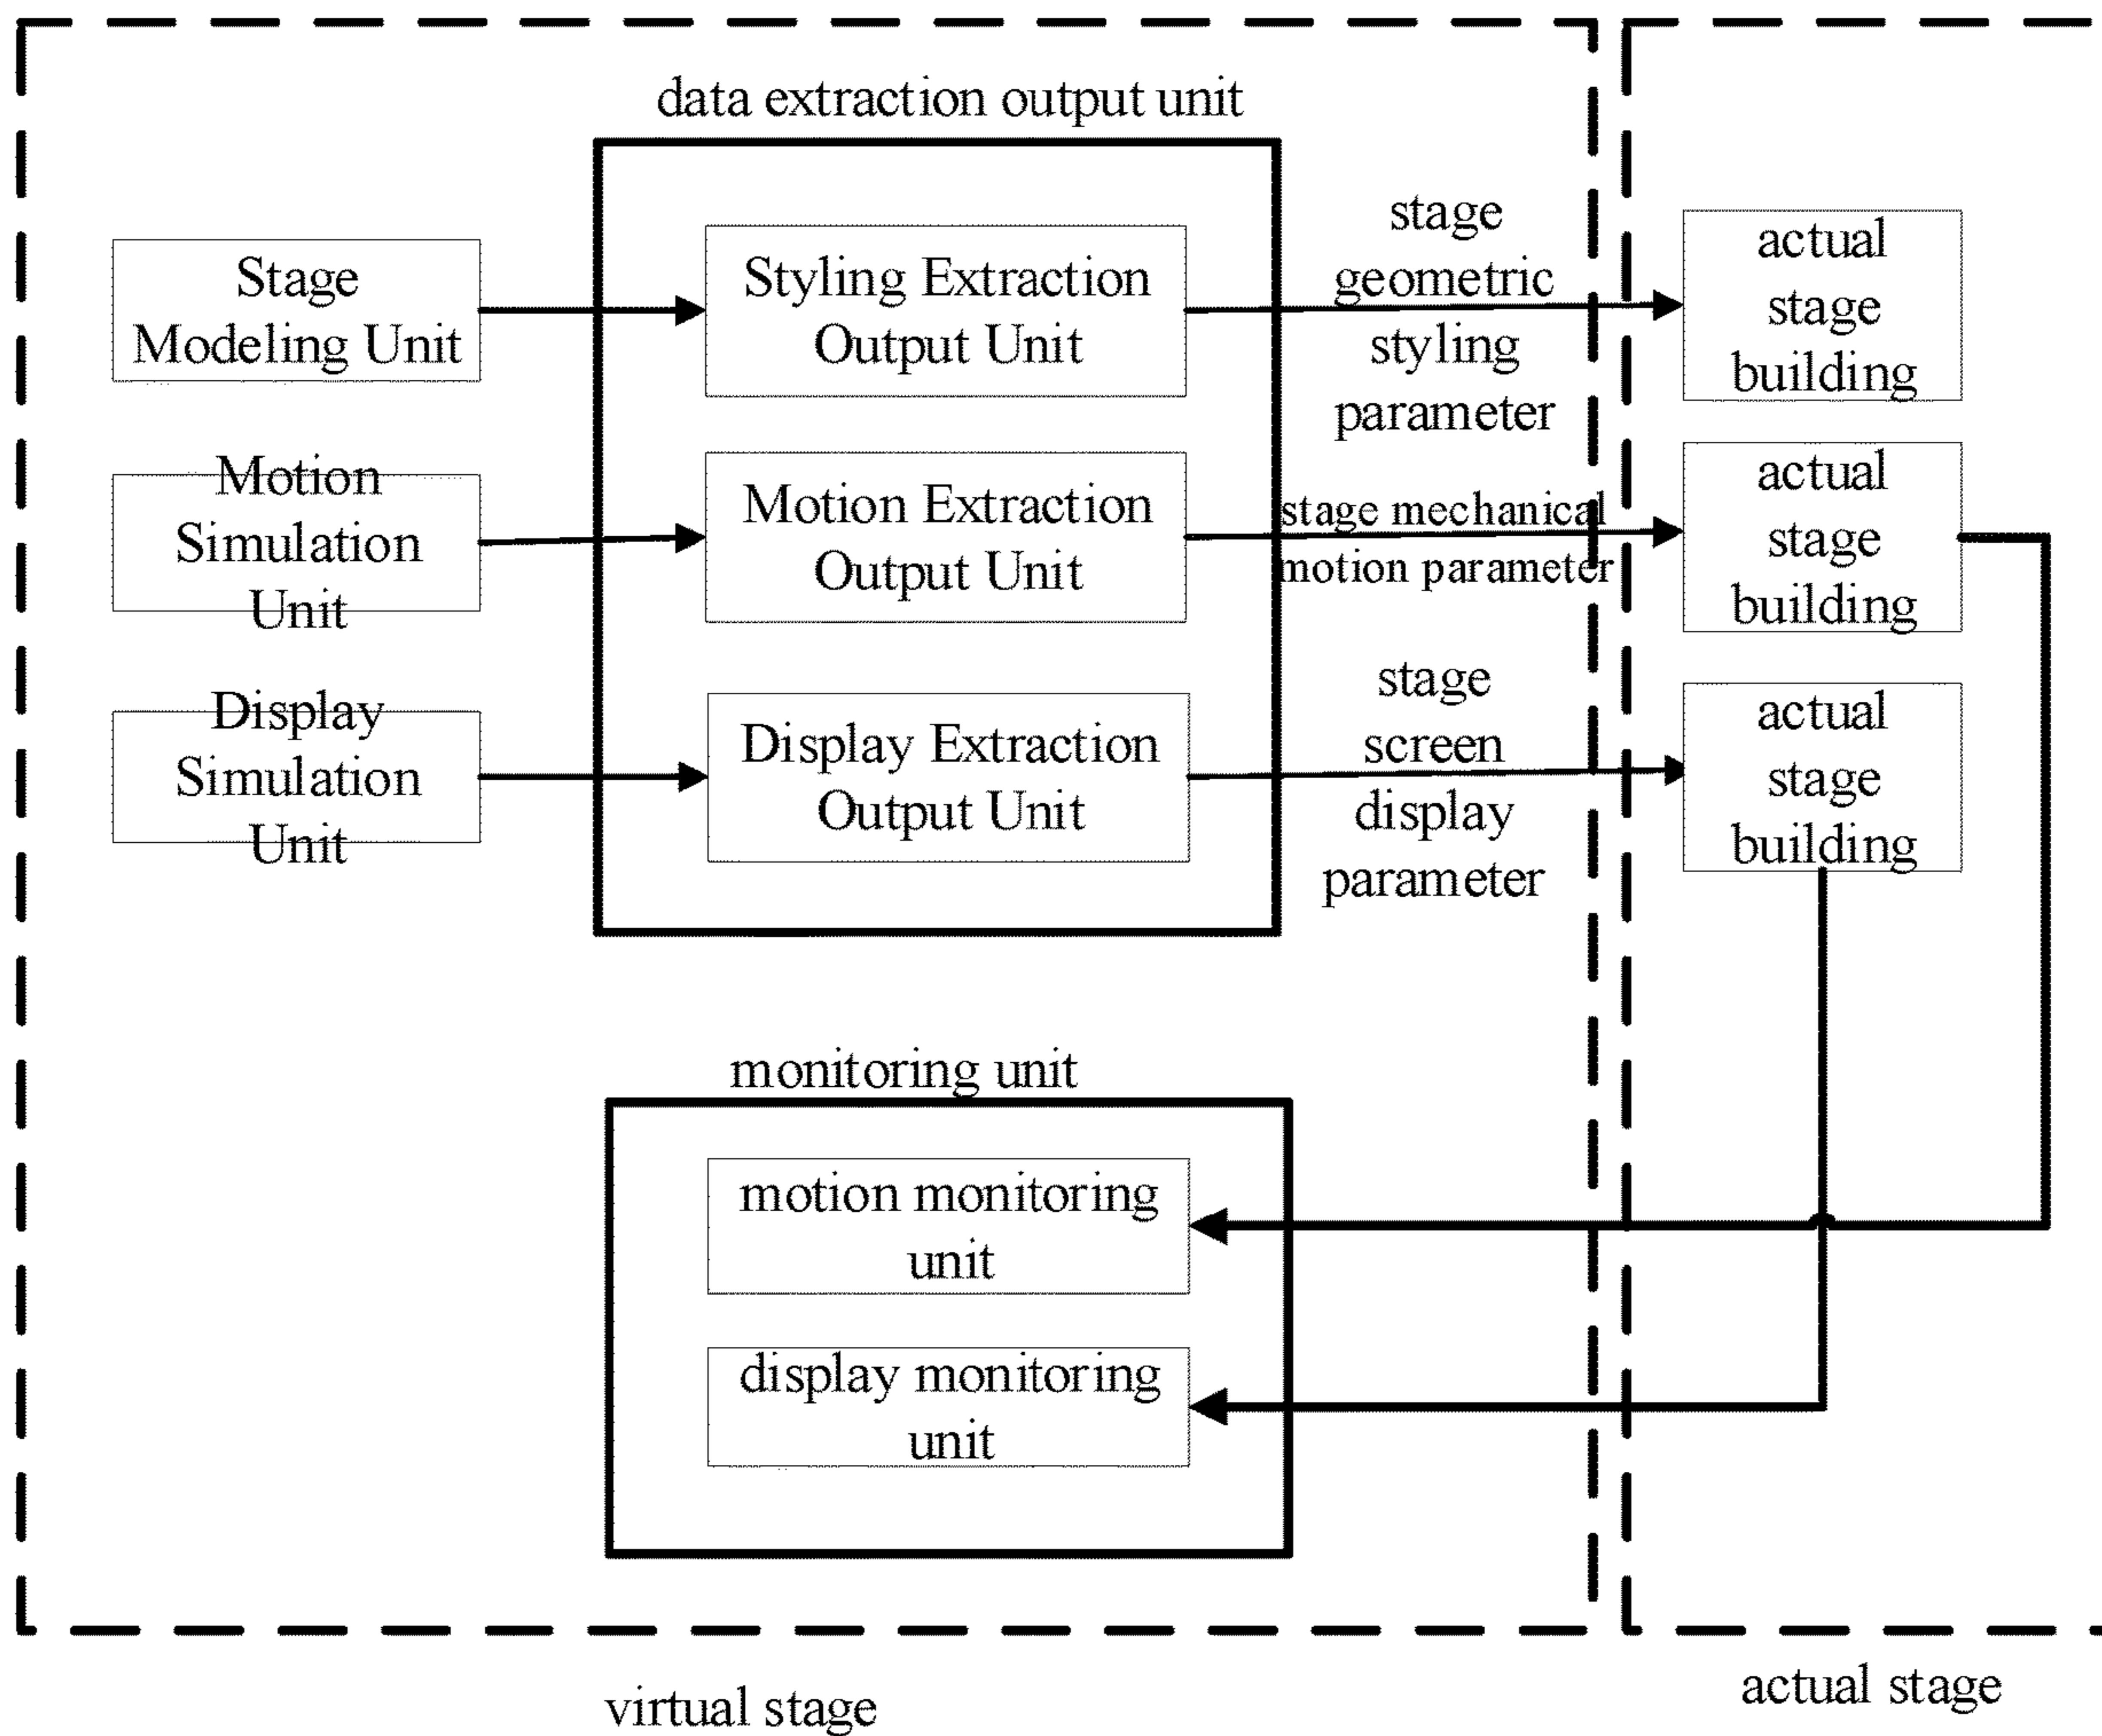 data extraction output unit
Stage
Modeling Unit
Styling Extraction
Output Unit
stage
geometric
styling
parameter
actual
stage
building
Motion
Simulation
Unit
Motion Extraction
Output Unit
stage mechanical
motion parameter
actual
stage
building
Display
Simulation
Unit
Display Extraction
Output Unit
stage
screen
display
parameter
actual
stage
building
monitoring unit
motion monitoring
unit
display monitoring
unit
virtual stage
actual stage